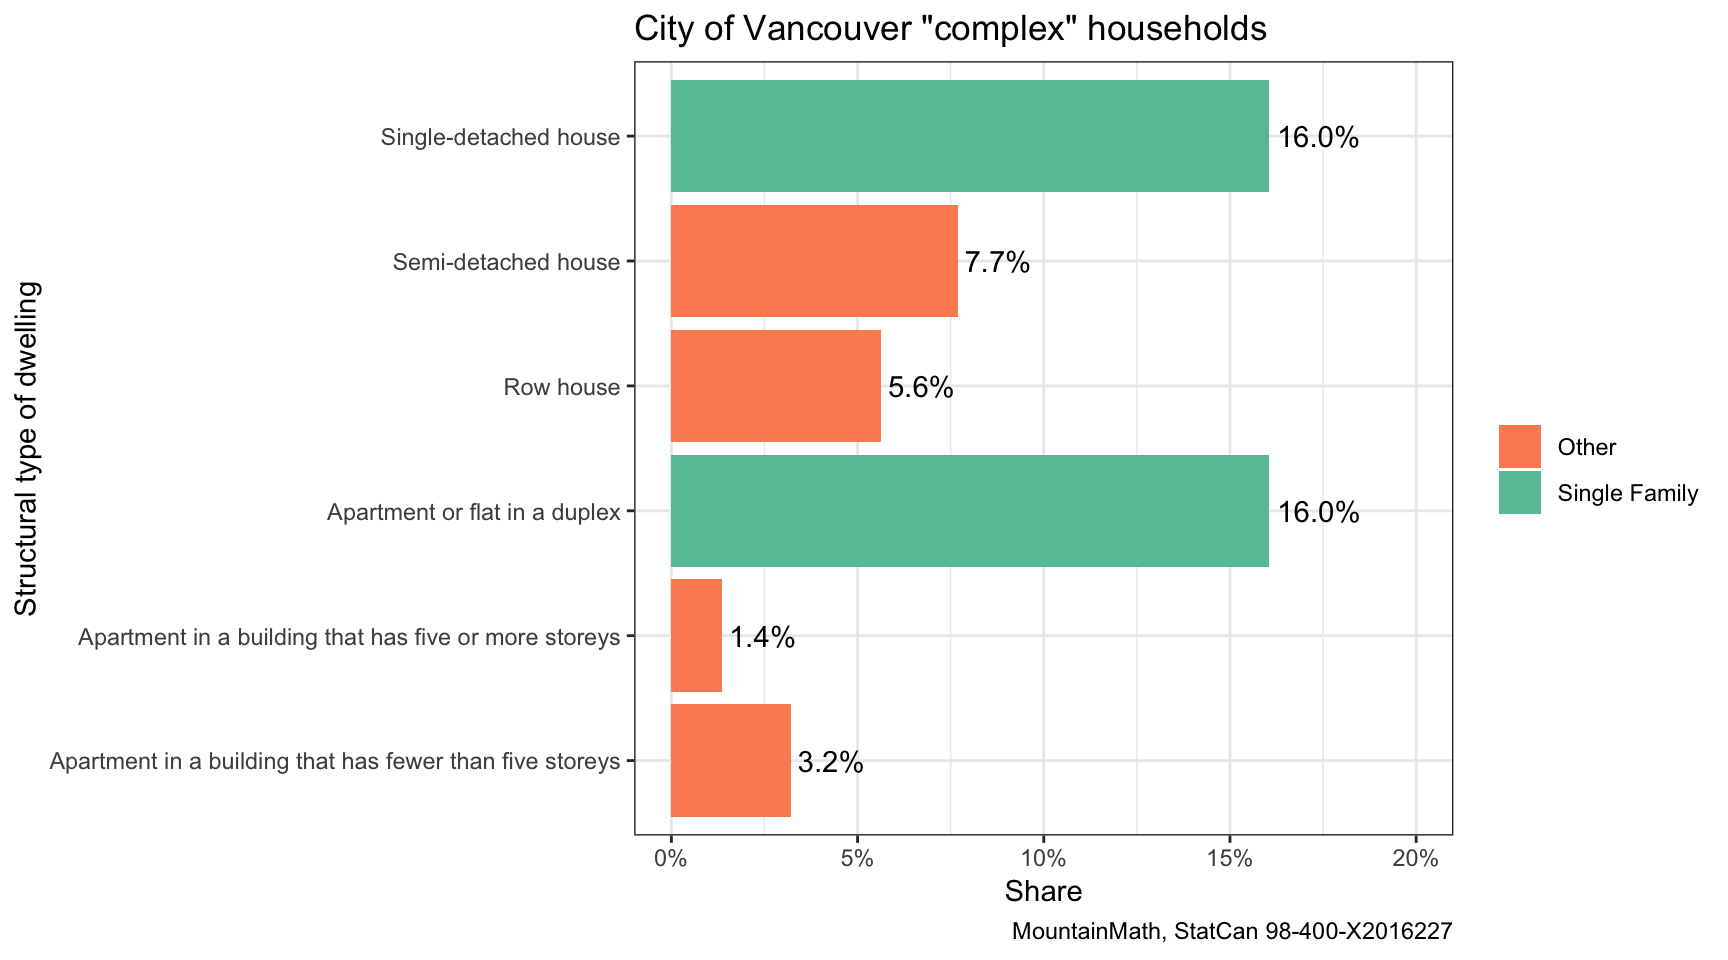 City of Vancouver "complex" households
Structural type of dwelling
Single-detached house
16.0%
Semi-detached house
7.7%
Row house
5.6%
Apartment or flat in a duplex
16.0%
Apartment in a building that has five or more storeys
1.4%
Apartment in a building that has fewer than five storeys
3.2%
0% 5% 10% 15% 20%
Share
Other
Single Family
MountainMath, StatCan 98-400-X2016227